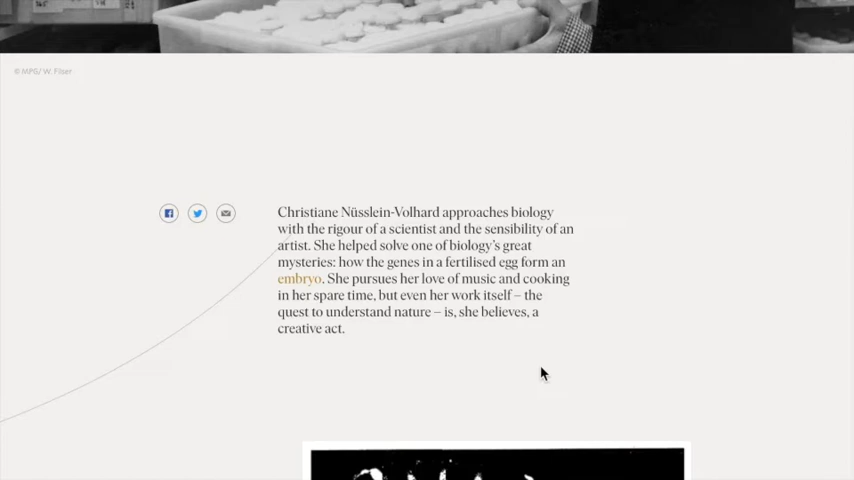 © MPG/ W. Filser
Christiane Nüsslein-Volhard approaches biology
with the rigour of a scientist and the sensibility of an
artist. She helped solve one of biology’s great
mysteries: how the genes in a fertilised egg form an
embryo. She pursues her love of music and cooking
in her spare time, but even her work itself – the
quest to understand nature – is, she believes, a
creative act.